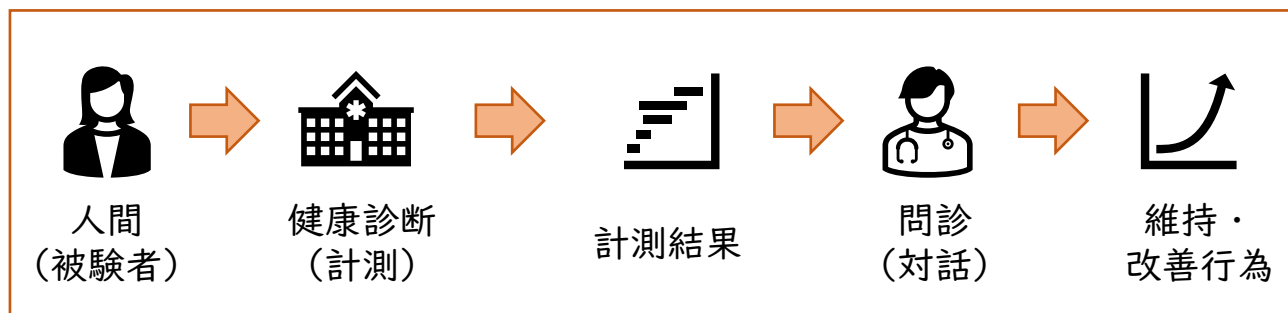 人間
（被験者）
健康診断
（計測）
計測結果
問診
（対話）
維持・
改善行為